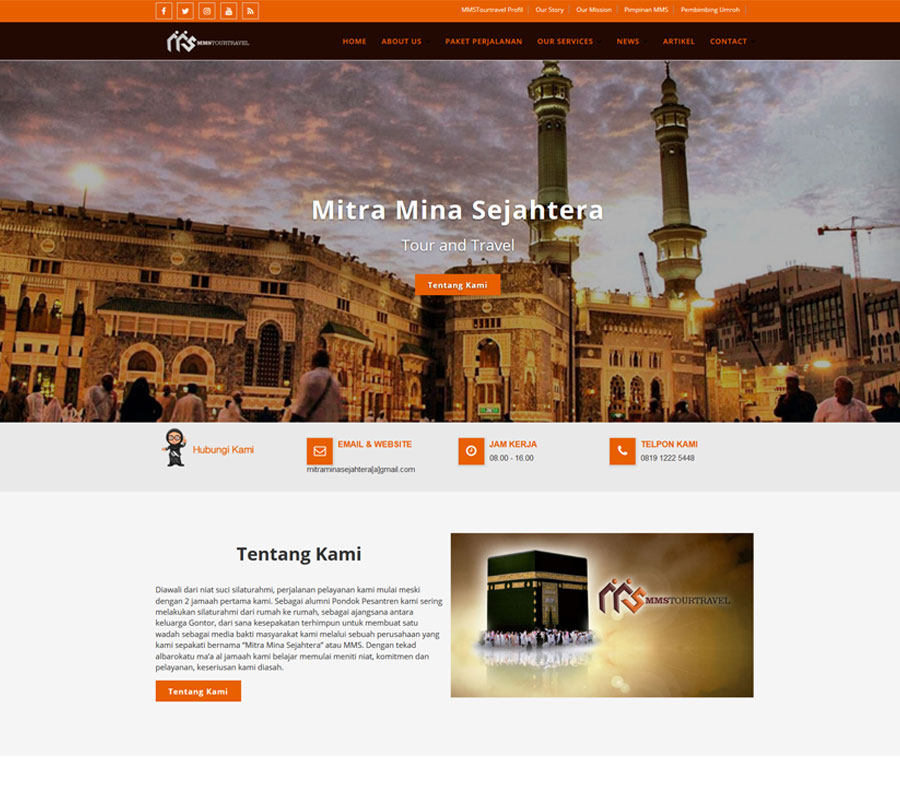 MMSTourtravel Profil Our Story Our Mission Pimpinan MMS Pembimbing Umroh
MMSTOURTRAVEL HOME ABOUT US PAKET PERJALANAN OUR SERVICES NEWS ARTIKEL CONTACT
Mitra Mina Sejahtera
Tour and Travel
Tentang Kami
Hubungi Kami
EMAIL & WEBSITE
mitraminasejahtera[a]gmail.com
JAM KERJA
08.00 - 16.00
TELPON KAMI
0819 1222 5448
Tentang Kami
Diawali dari niat suci silaturahmi, perjalanan pelayanan kami mulai meski
dengan 2 jamaah pertama kami. Sebagai alumni Pondok Pesantren kami sering
melakukan silaturahmi dari rumah ke rumah, sebagai ajangsana antara
keluarga Gontor, dari sana kesepakatan terhimpun untuk membuat satu
wadah sebagai media bakti masyarakat kami melalui sebuah perusahaan yang
kami sepakati bernama “Mitra Mina Sejahtera” atau MMS. Dengan tekad
albarokatu ma’a al jamaah kami belajar memulai meniti niat, komitmen dan
pelayanan, keseriusan kami diasah.
Tentang Kami
MMSTOURTRAVEL